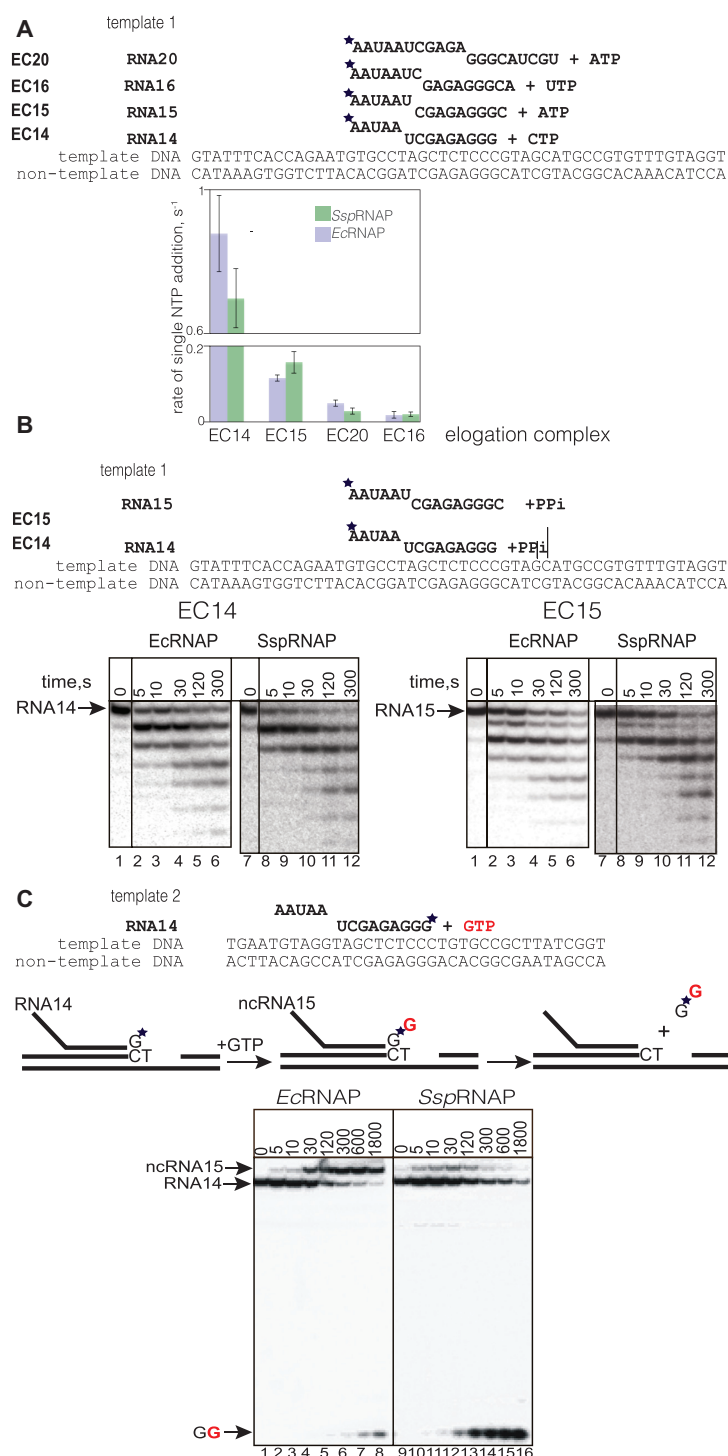 A
template 1
AAUAAUCGAGA
EC20 RNA20 GGGCAUCGU + ATP
AAUAAUC
EC16 RNA16 GAGAGGGCA + UTP
AAUAAU
EC15 RNA15 CGAGAGGGC + ATP
AAUAA
EC14 RNA14 UCGAGAGGG + CTP
template DNA GTATTTCACCAGAATGTGCCTAGCTCTCCCGTAGCATGCCGTGTTTGTAGGT
non-template DNA CATAAAGTGGTCTTACACGGATCGAGAGGGCATCGTACGGCACAAACATCCA
1
SspRNAP
EcRNAP
rate of single NTP addition, s-1
0.6
0.2
0
EC14 EC15 EC20 EC16 elogation complex
B
template 1
AAUAAU
RNA15 CGAGAGGGC +PPi
EC15
AAUAA
EC14 RNA14 UCGAGAGGG +PPi
template DNA GTATTTCACCAGAATGTGCCTAGCTCTCCCGTAGCATGCCGTGTTTGTAGGT
non-template DNA CATAAAGTGGTCTTACACGGATCGAGAGGGCATCGTACGGCACAAACATCCA
EC14 EC15
EcRNAP SspRNAP EcRNAP SspRNAP
time,s 0 5 10 30 120 300 0 5 10 30 120 300 time,s 0 5 10 30 120 300 0 5 10 30 120 300
RNA14 RNA15
1 2 3 4 5 6 7 8 9 10 11 12 1 2 3 4 5 6 7 8 9 10 11 12
C
template 2
AAUAA
RNA14 UCGAGAGGG + GTP
template DNA TGAATGTAGGTAGCTCTCCCTGTGCCGCTTATCGGT
non-template DNA ACTTACAGCCATCGAGAGGGACACGGCGAATAGCCA
RNA14 ncRNA15 G
G G G +
+GTP G
CT CT CT
EcRNAP SspRNAP
0 5 10 30 120 300 600 1800 0 5 10 30 120 300 600 1800
ncRNA15
RNA14
GG
1 2 3 4 5 6 7 8 9 10 11 12 13 14 15 16